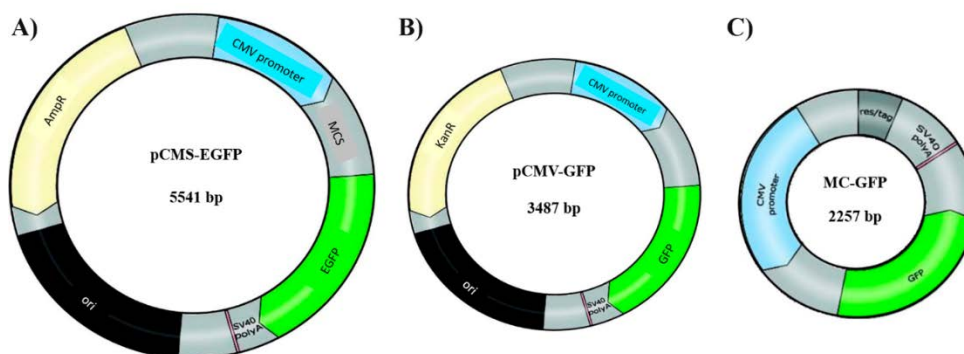 A)
CMV promoter
AmpR
MCS
pCMS-EGFP
5541 bp
EGFP
ori
SV40
polyA
B)
CMV promoter
KanR
pCMV-GFP
3487 bp
GFP
ori
SV40
polyA
C)
res/tag
SV40
polyA
CMV
promoter
MC-GFP
2257 bp
GFP